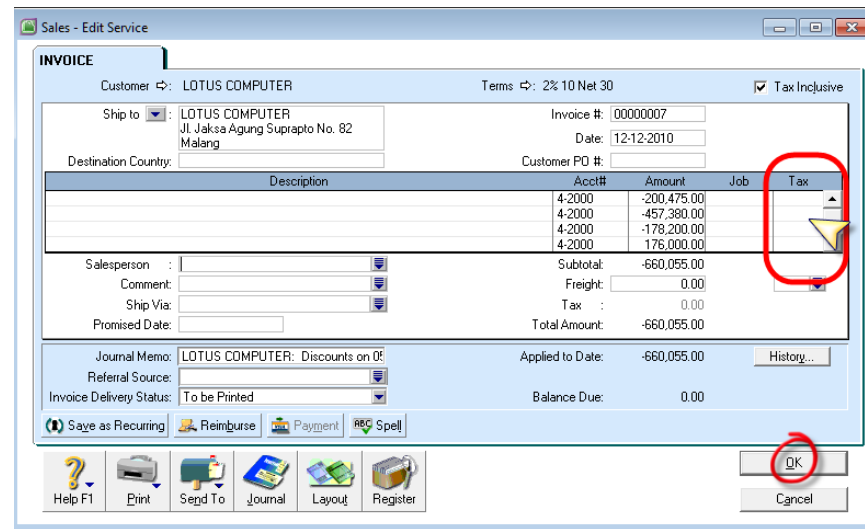 Sales - Edit Service
INVOICE
Customer ⇨: LOTUS COMPUTER Terms ⇨: 2% 10 Net 30 Tax Inclusive
Ship to : LOTUS COMPUTER Invoice #: 00000007
Jl. Jaksa Agung Suprapto No. 82
Malang Date: 12-12-2010
Destination Country: Customer PO #:
Description Acct# Amount Job Tax
4-2000 -200,475.00
4-2000 -457,380.00
4-2000 -178,200.00
4-2000 176,000.00
Salesperson : Subtotal: -660,055.00
Comment: Freight: 0.00
Ship Via: Tax : 0.00
Promised Date: Total Amount: -660,055.00
Journal Memo: LOTUS COMPUTER: Discounts on Applied to Date: -660,055.00 History...
Referral Source:
Invoice Delivery Status: To be Printed Balance Due: 0.00
Save as Recurring Reimburse Payment ABC Spell
OK
Help F1 Print Send To Journal Layout Register Cancel